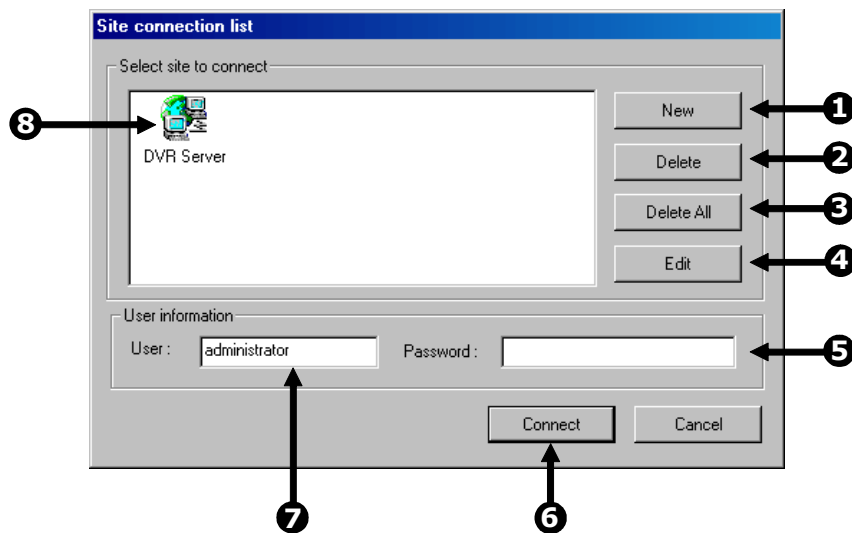 Site connection list
Select site to connect
8
DVR Server
New
1
Delete
2
Delete All
3
Edit
4
User information
User :
administrator
Password :
5
Connect
Cancel
7
6